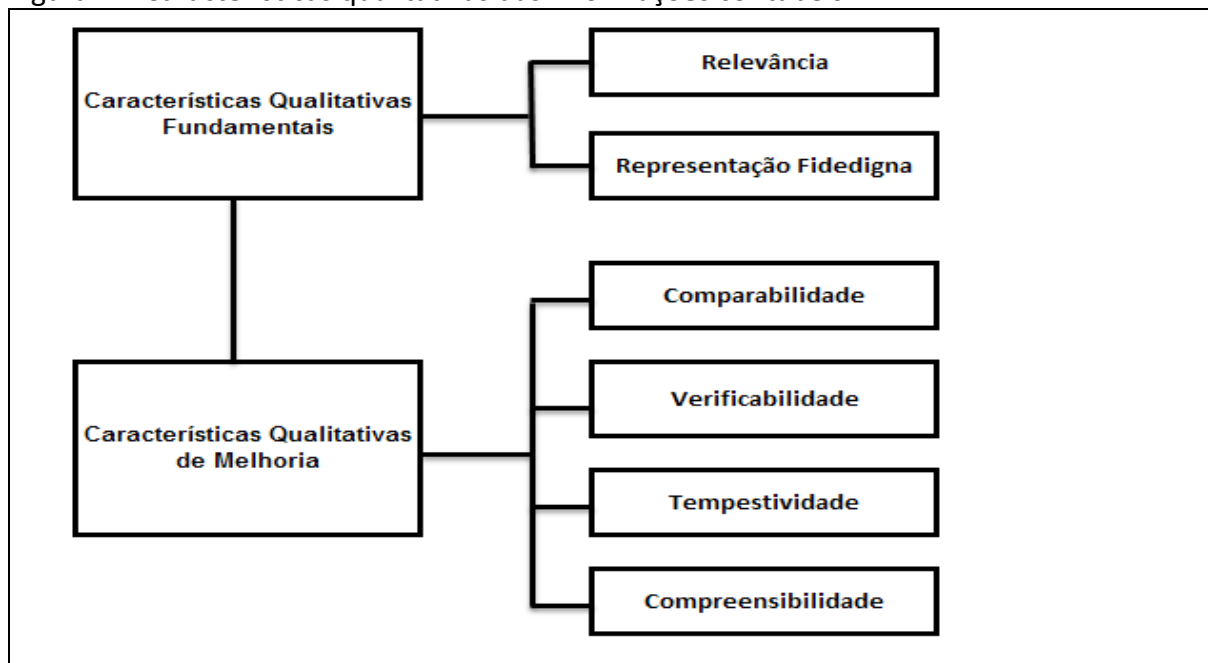 Características Qualitativas
Fundamentais
Relevância
Representação Fidedigna
Características Qualitativas
de Melhoria
Comparabilidade
Verificabilidade
Tempestividade
Compreensibilidade